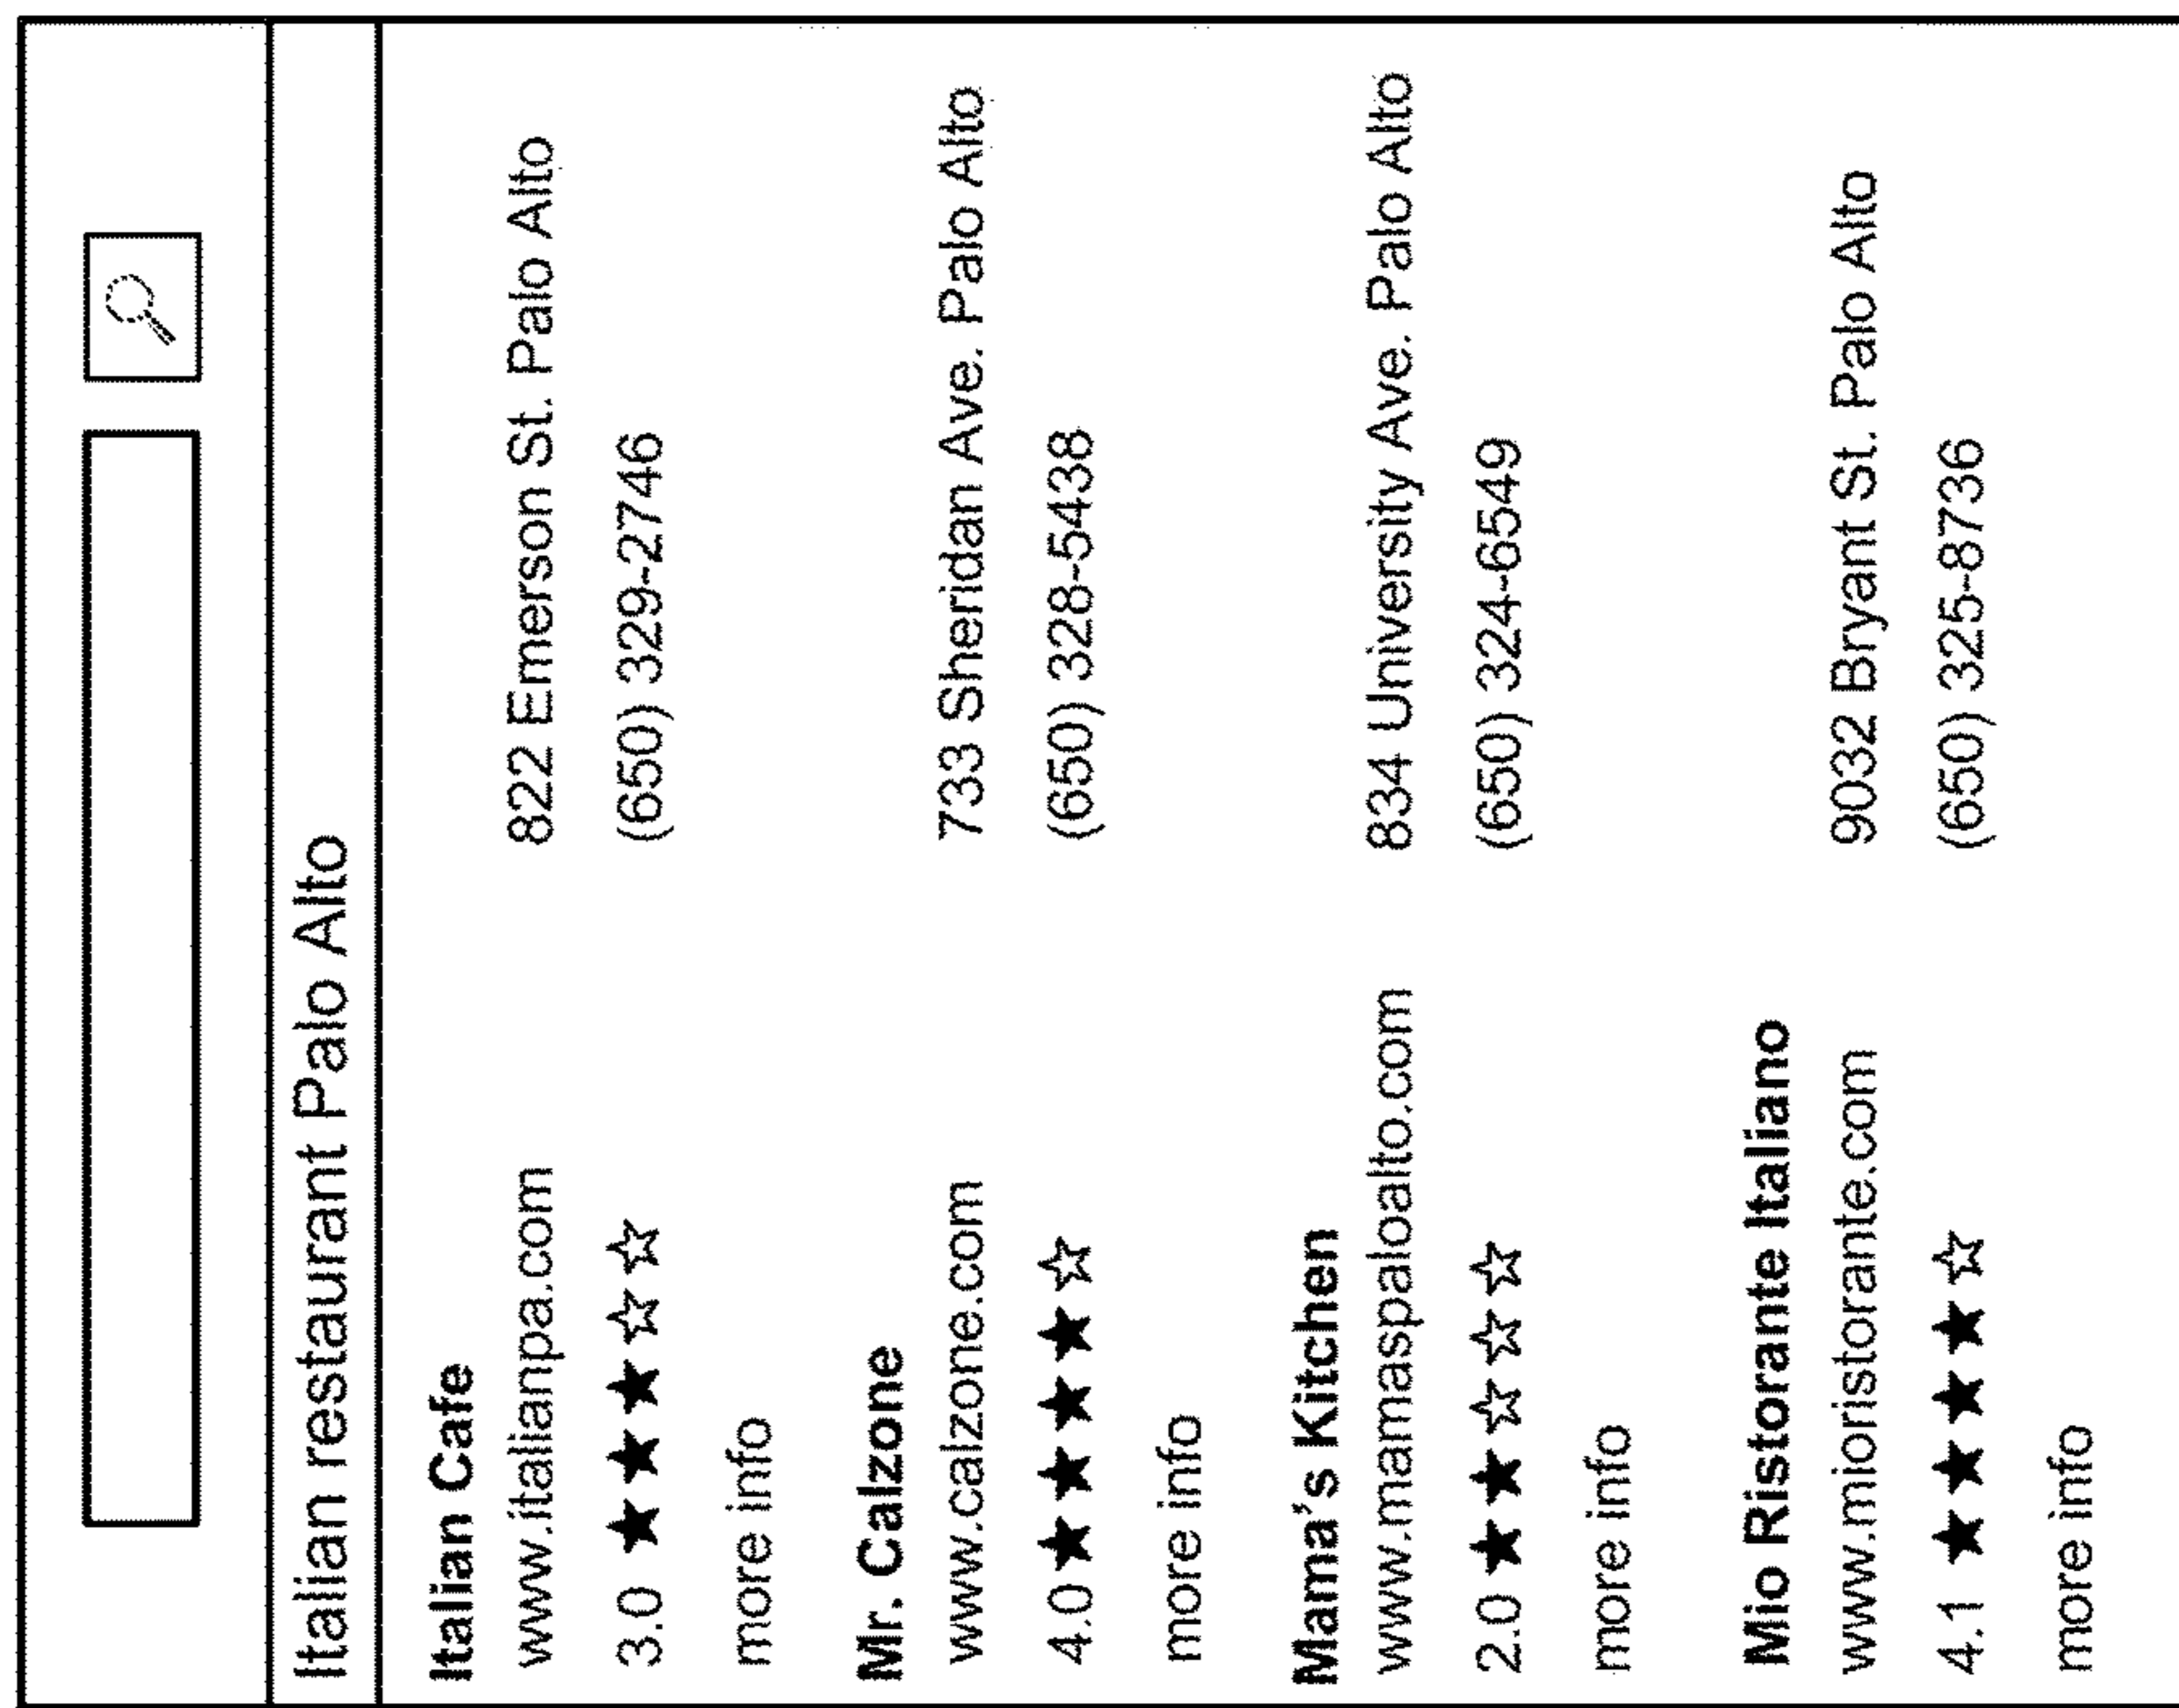 Italian restaurant Palo Alto
Italian Cafe
www.italianpa.com 822 Emerson St. Palo Alto
3.0 ★★★☆☆ (650) 329-2746
more info
Mr. Calzone
www.calzone.com 733 Sheridan Ave. Palo Alto
4.0 ★★★★☆ (650) 328-5438
more info
Mama's Kitchen
www.mamaspaloalto.com 834 University Ave. Palo Alto
2.0 ★★☆☆☆ (650) 324-6549
more info
Mio Ristorante Italiano
www.mioristorante.com 9032 Bryant St. Palo Alto
4.1 ★★★★☆ (650) 325-8736
more info